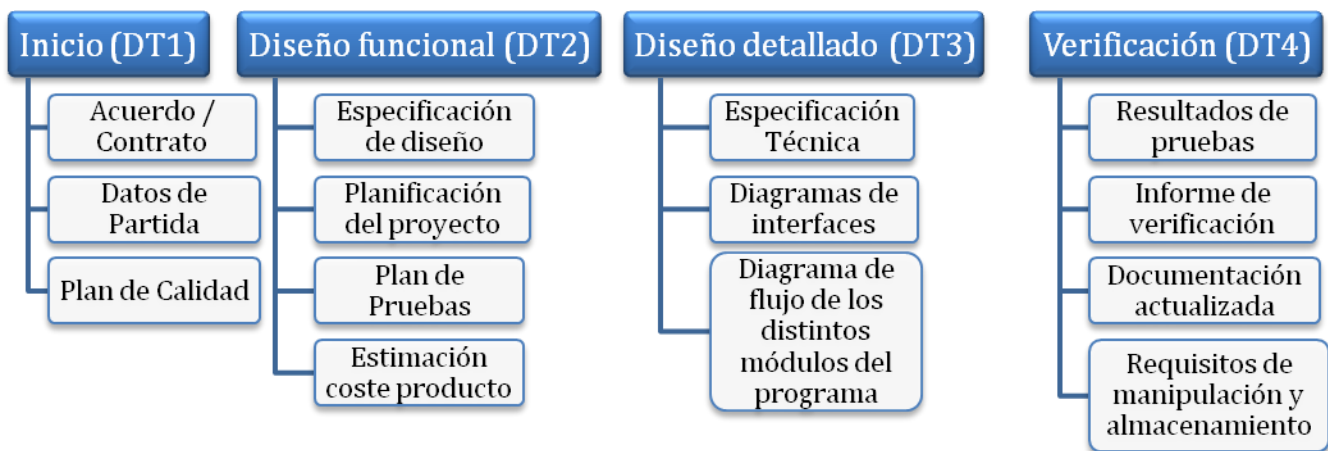 Inicio (DT1)
Acuerdo /
Contrato
Datos de
Partida
Plan de Calidad
Diseño funcional (DT2)
Especificación
de diseño
Planificación
del proyecto
Plan de
Pruebas
Estimación
coste producto
Diseño detallado (DT3)
Especificación
Técnica
Diagramas de
interfaces
Diagrama de
flujo de los
distintos
módulos del
programa
Verificación (DT4)
Resultados de
pruebas
Informe de
verificación
Documentación
actualizada
Requisitos de
manipulación y
almacenamiento